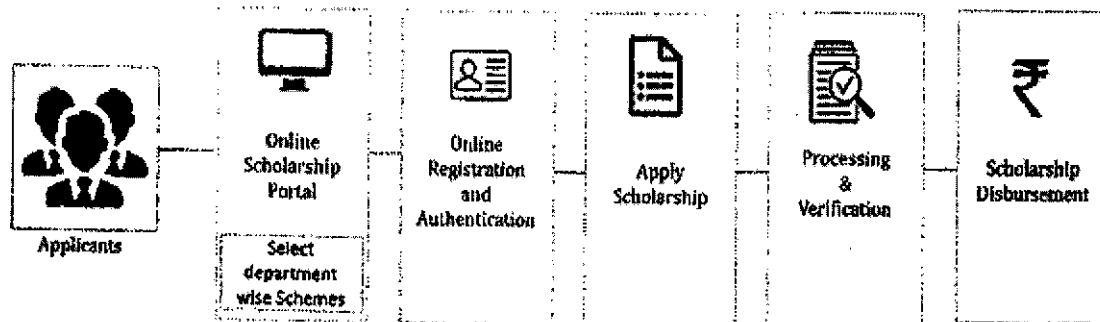 Applicants
Online
Scholarship
Portal
Select
department
wise Schemes
Online
Registration
and
Authentication
Apply
Scholarship
Processing
&
Verification
₹
Scholarship
Disbursement